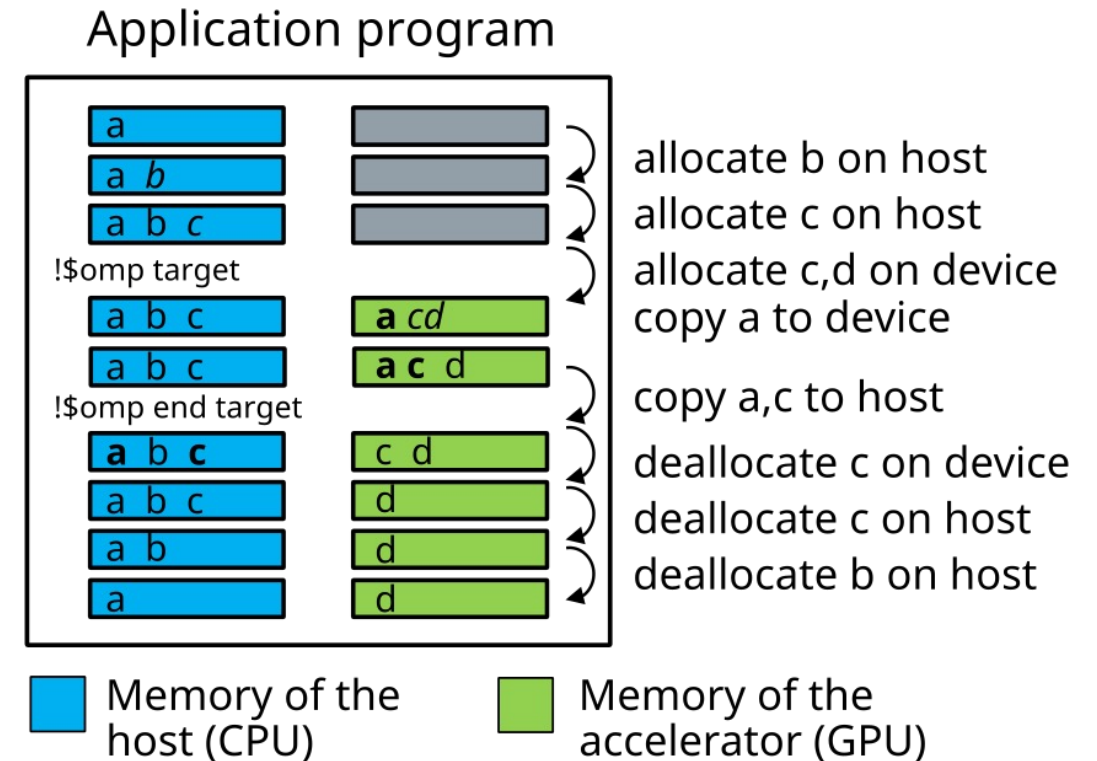 Application program
a
a b
allocate b on host
a b c
allocate c on host
!$omp target
allocate c,d on device
a b c
a cd
copy a to device
a b c
a c d
!$omp end target
copy a,c to host
a b c
c d
deallocate c on device
a b c
d
deallocate c on host
a b
d
deallocate b on host
a
d
Memory of the
host (CPU)
Memory of the
accelerator (GPU)